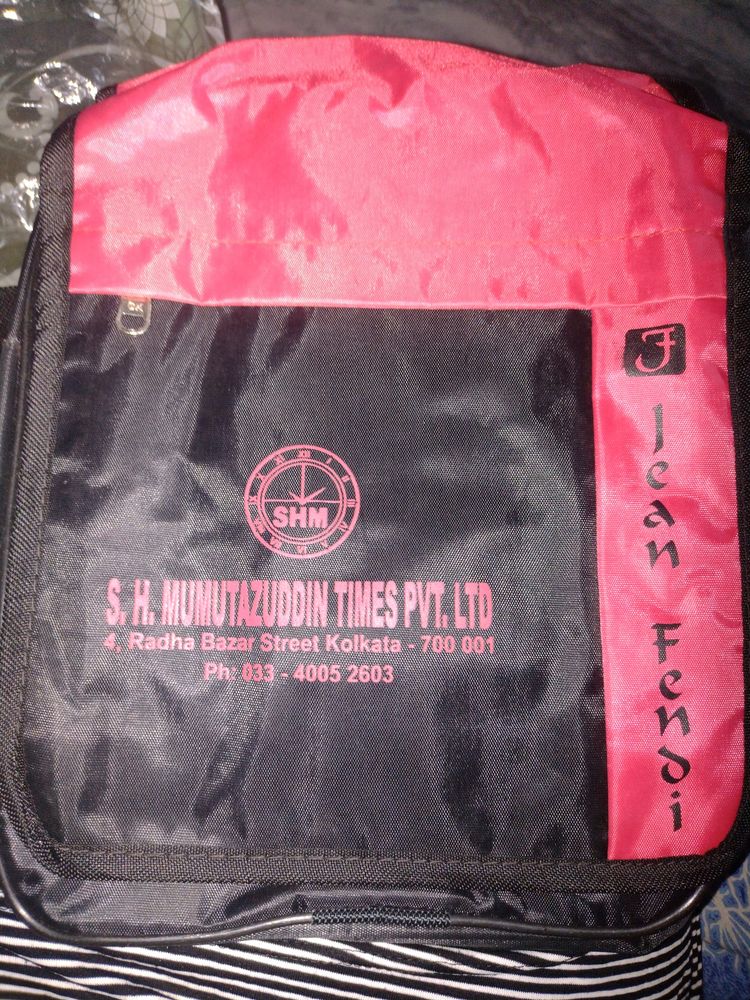 SHM
S. H. MUMUTAZUDDIN TIMES PVT. LTD
4, Radha Bazar Street Kolkata - 700 001
Ph: 033 - 4005 2603
F
Jean Fendi